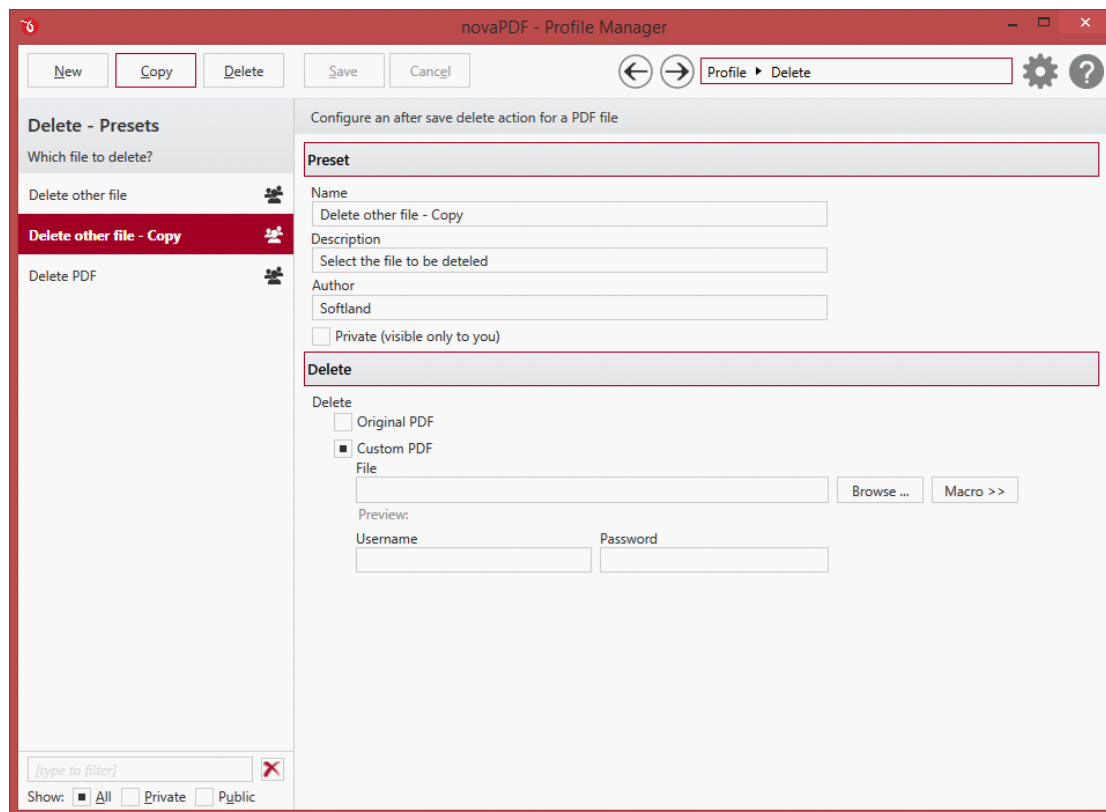 novaPDF - Profile Manager
New Copy Delete Save Cancel Profile Delete
Delete - Presets
Which file to delete?
Delete other file
Delete other file - Copy
Delete PDF
Configure an after save delete action for a PDF file
Preset
Name
Delete other file - Copy
Description
Select the file to be deteled
Author
Softland
Private (visible only to you)
Delete
Delete
Original PDF
Custom PDF
File
Browse ... Macro >>
Preview:
Username Password
[type to filter]
Show: All Private Public